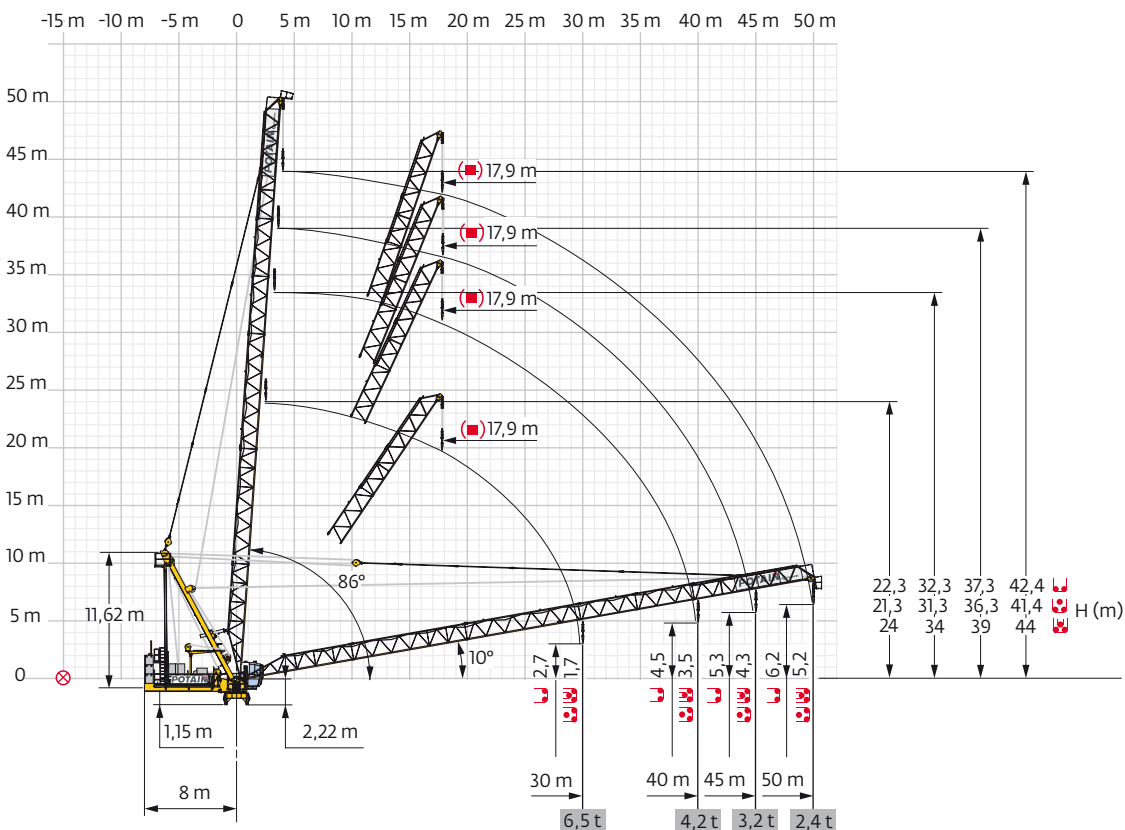 -15 m -10 m -5 m 0 5 m 10 m 15 m 20 m 25 m 30 m 35 m 40 m 45 m 50 m
50 m
45 m
40 m
35 m
30 m
25 m
20 m
15 m
10 m
5 m
0
POTAIN
(■) 17,9 m
(■) 17,9 m
(■) 17,9 m
(■) 17,9 m
86°
10°
11,62 m
POTAIN
POTAIN
22,3 32,3 37,3 42,4
21,3 31,3 36,3 41,4 H (m)
24 34 39 44
2,7 1,7 4,5 3,5 5,3 4,3 6,2 5,2
1,15 m 2,22 m
8 m
30 m 40 m 45 m 50 m
6,5 t 4,2 t 3,2 t 2,4 t